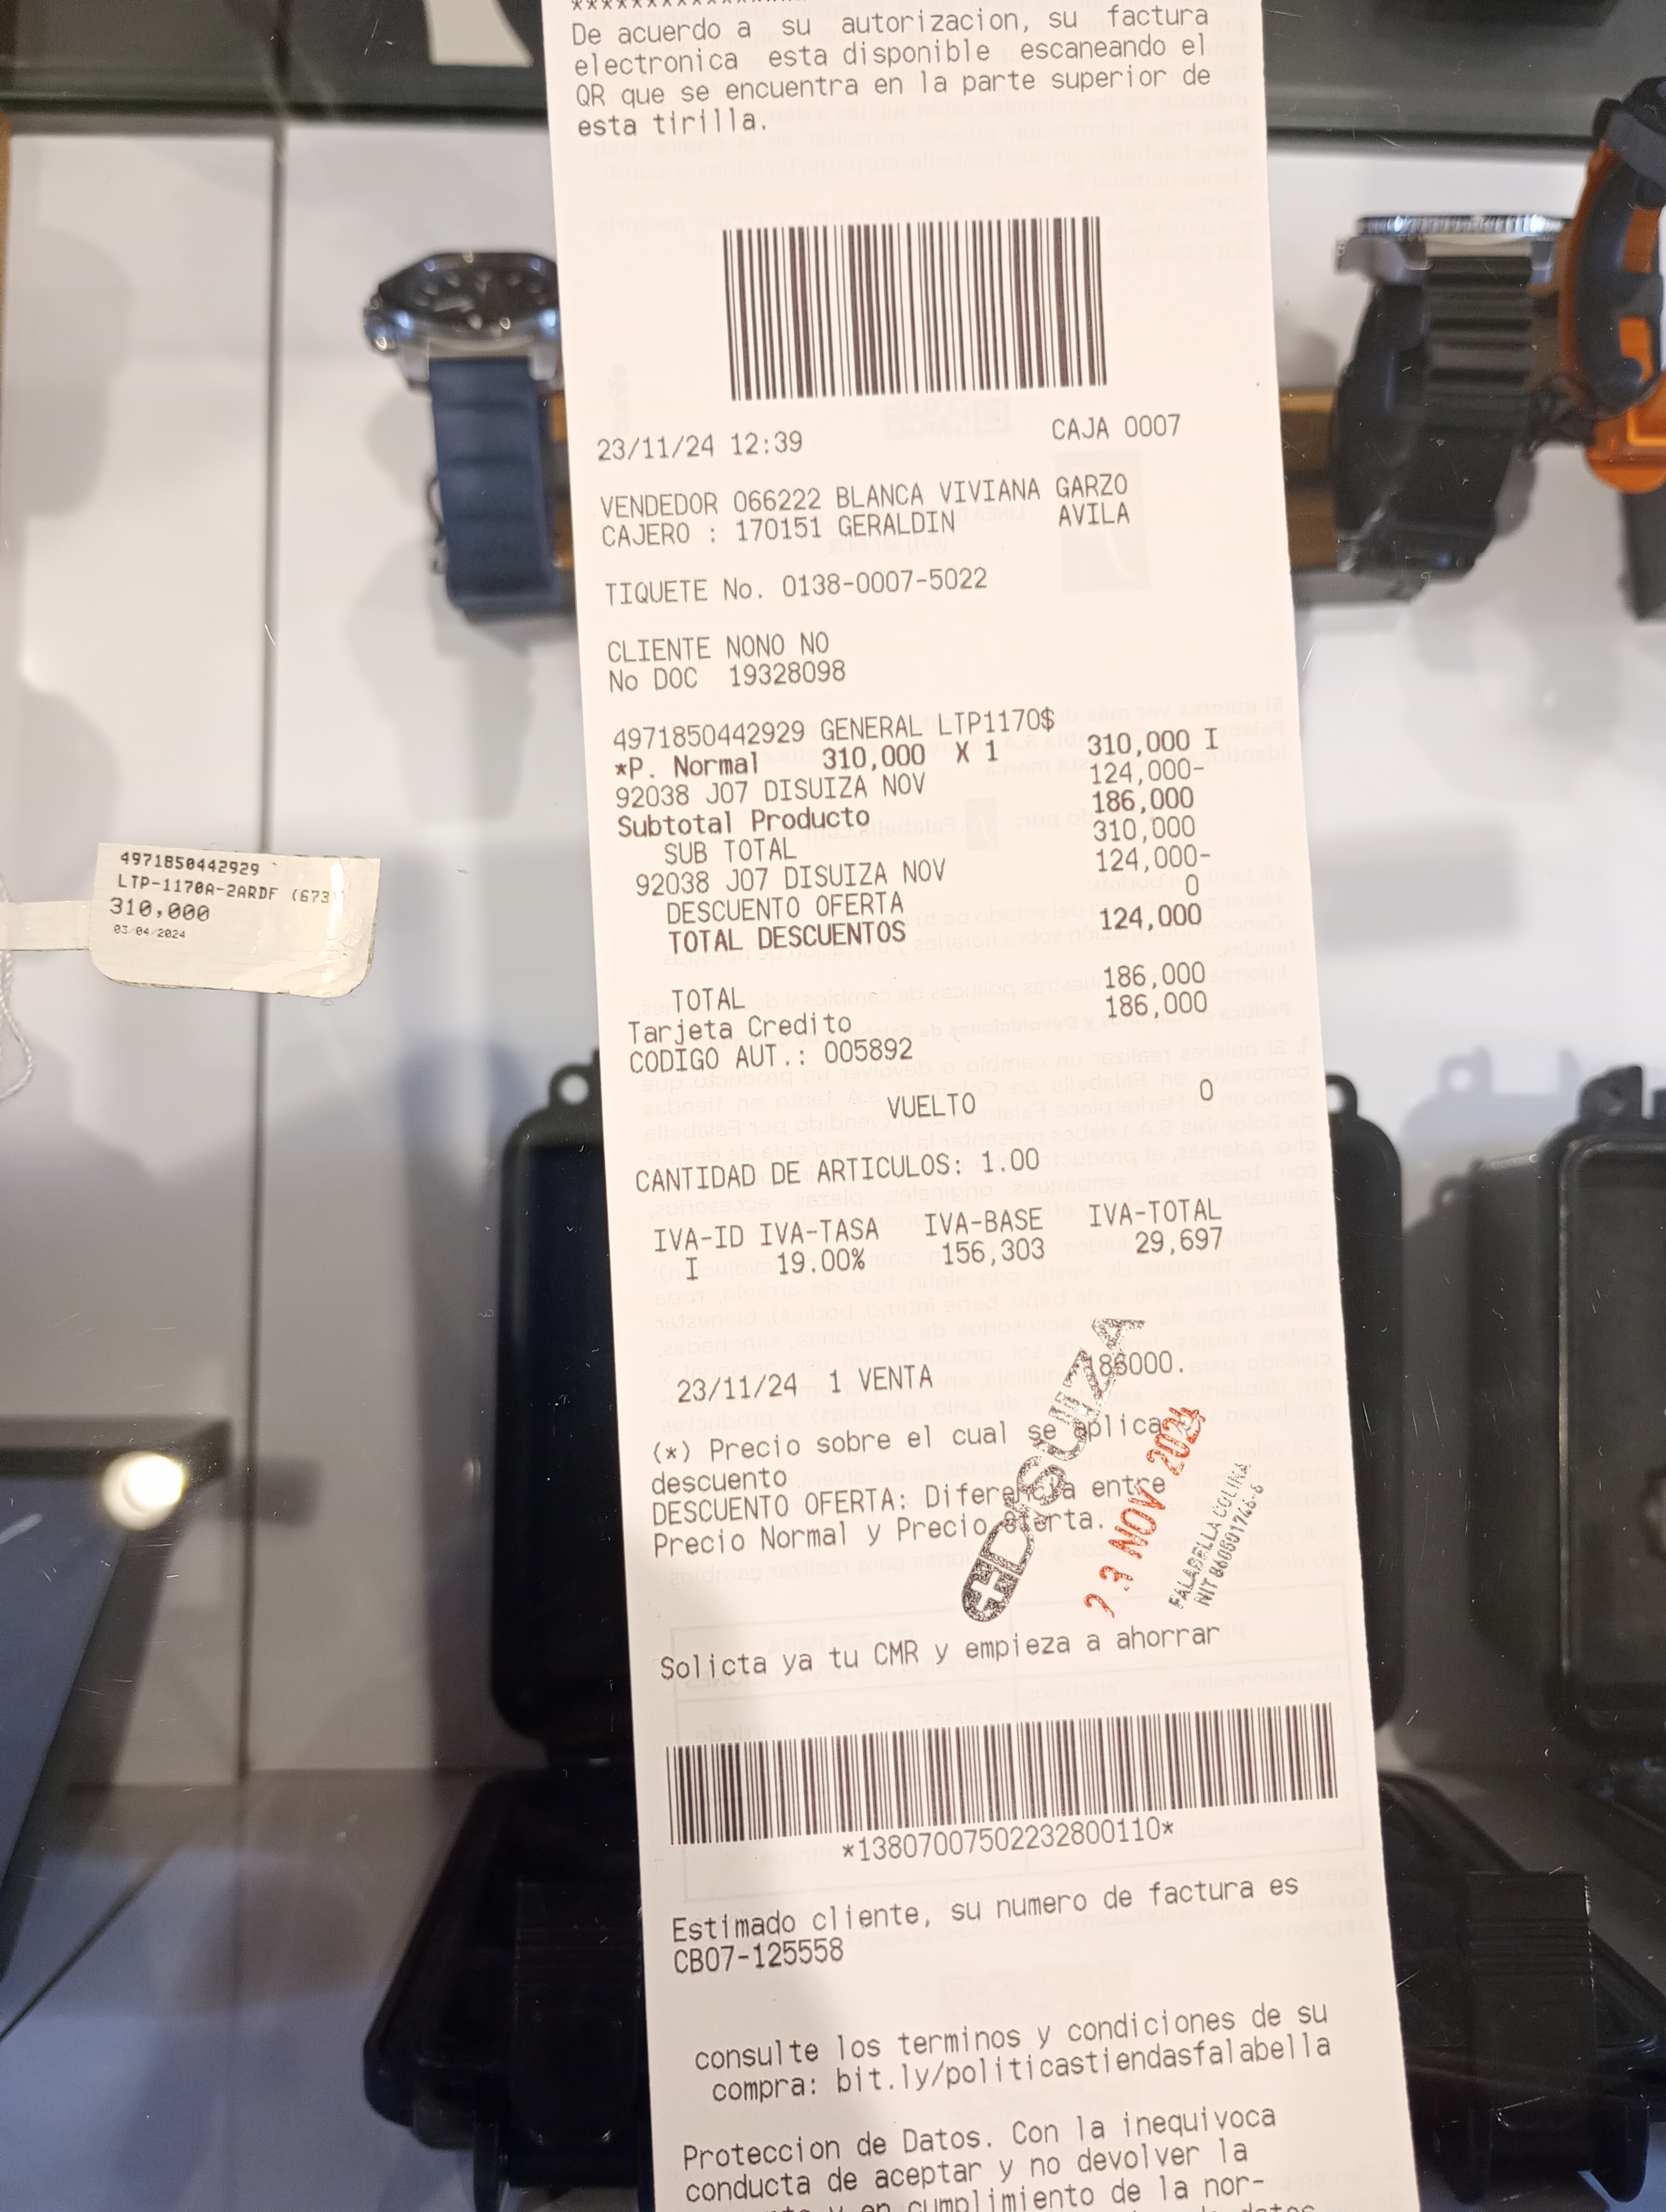 De acuerdo a su autorizacion, su factura
electronica esta disponible escaneando el
QR que se encuentra en la parte superior de
esta tirilla.
23/11/24 12:39 CAJA 0007
VENDEDOR 066222 BLANCA VIVIANA GARZO
CAJERO : 170151 GERALDIN AVILA
TIQUETE No. 0138-0007-5022
CLIENTE NONO NO
No DOC 19328098
4971850442929 GENERAL LTP1170$
*P. Normal 310,000 X 1 310,000 I
92038 J07 DISUIZA NOV 124,000-
Subtotal Producto 186,000
SUB TOTAL 310,000
92038 J07 DISUIZA NOV 124,000-
DESCUENTO OFERTA 0
TOTAL DESCUENTOS 124,000
TOTAL 186,000
Tarjeta Credito 186,000
CODIGO AUT.: 005892
VUELTO 0
CANTIDAD DE ARTICULOS: 1.00
IVA-ID IVA-TASA IVA-BASE IVA-TOTAL
I 19.00% 156,303 29,697
23/11/24 1 VENTA 186000.
(*) Precio sobre el cual se aplica
descuento
DESCUENTO OFERTA: Diferencia entre
Precio Normal y Precio oferta.
DISUIZA
23 NOV 2024
FALABELLA COLINA
Solicta ya tu CMR y empieza a ahorrar
*13807007502232800110*
Estimado cliente, su numero de factura es
CB07-125558
consulte los terminos y condiciones de su
compra: bit.ly/politicastiendasfalabella
Proteccion de Datos. Con la inequivoca
conducta de aceptar y no devolver la
y en cumplimiento de la nor-
4971850442929
LTP-1170A-2ARDF (673
310,000
03/04/2024